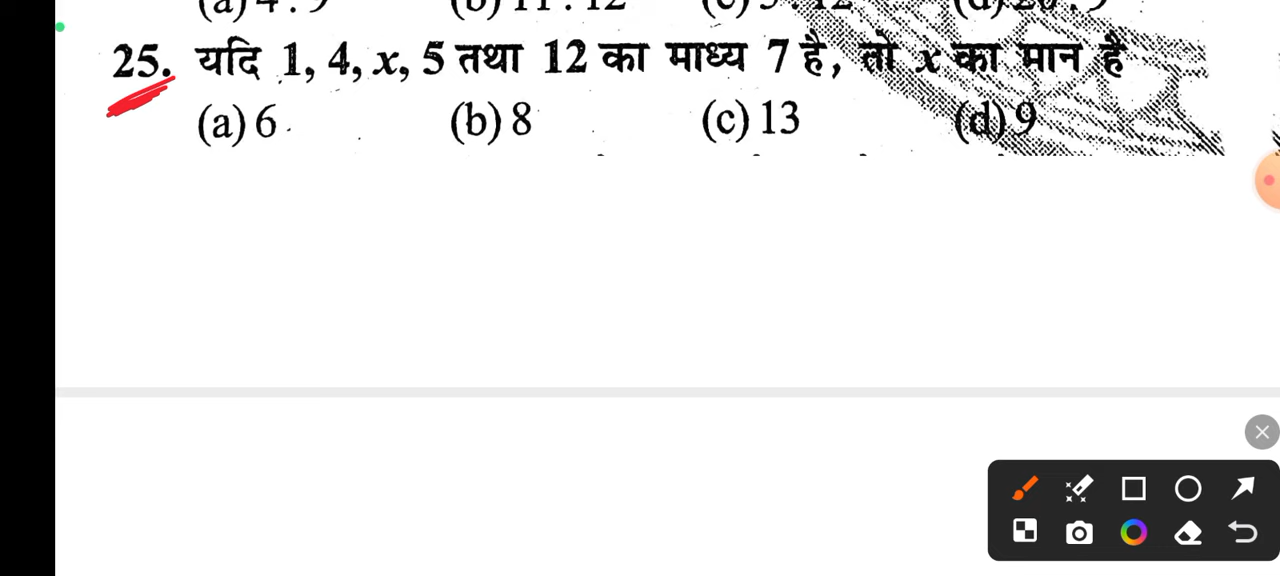 25. यदि 1, 4, x, 5 तथा 12 का माध्य 7 है, तो x का मान है
(a) 6 (b) 8 (c) 13 (d) 9